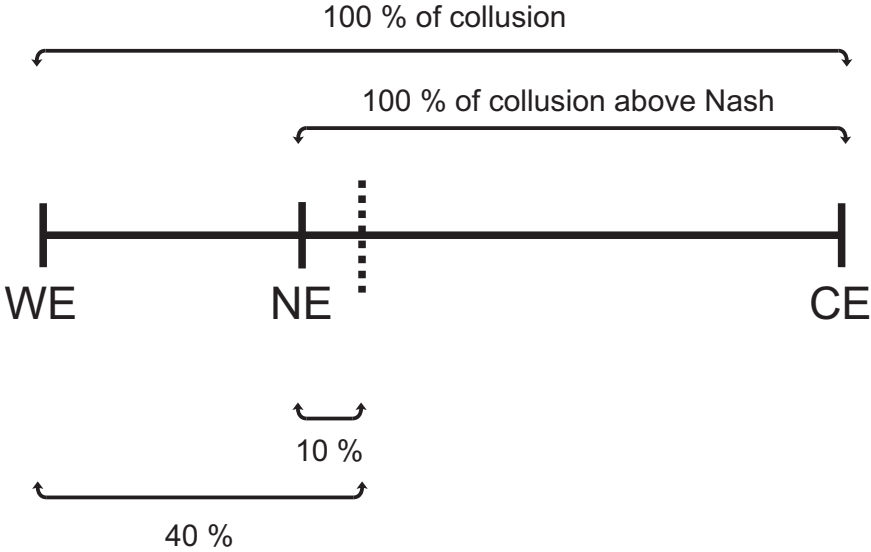 100 % of collusion
100 % of collusion above Nash
WE NE CE
10 %
40 %